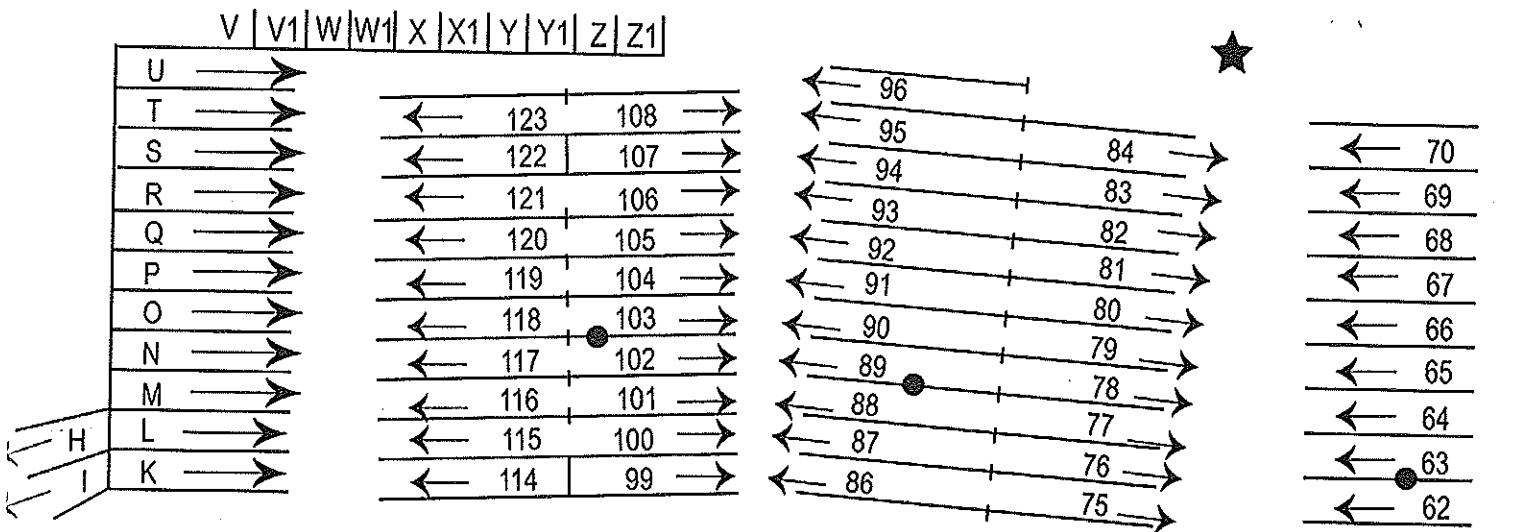 V V1 W W1 X X1 Y Y1 Z Z1
U
T
S
R
Q
P
O
N
M
L
K
H
I
123 108
122 107
121 106
120 105
119 104
118 103
117 102
116 101
115 100
114 99
96
95 84
94 83
93 82
92 81
91 80
90 79
89 78
88 77
87 76
86 75
70
69
68
67
66
65
64
63
62